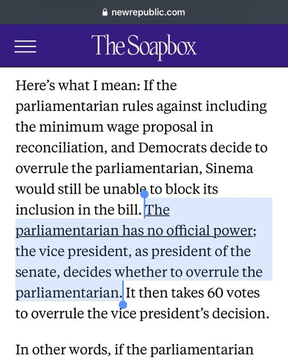 newrepublic.com
The Soapbox
Here's what I mean: If the
parliamentarian rules against including
the minimum wage proposal in
reconciliation, and Democrats decide to
overrule the parliamentarian, Sinema
would still be unable to block its
inclusion in the bill. The
parliamentarian has no official power;
the vice president, as president of the
senate, decides whether to overrule the
parliamentarian. It then takes 60 votes
to overrule the vice president's decision.
In other words, if the parliamentarian